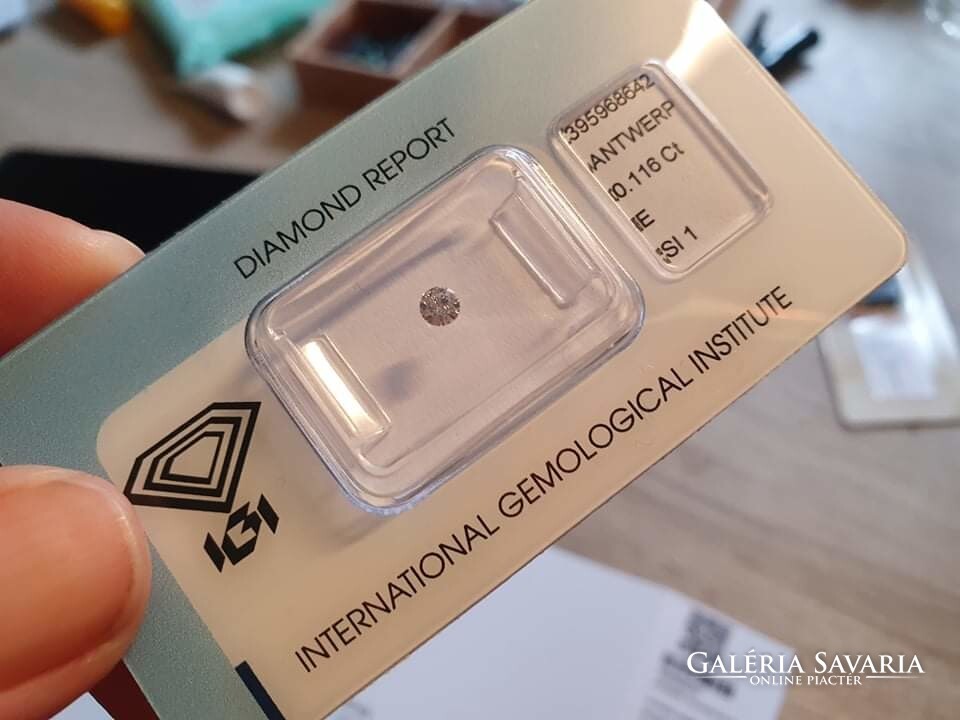 DIAMOND REPORT
395968642
ANTWERP
0.116 Ct
E
SI 1
IGI
INTERNATIONAL GEMOLOGICAL INSTITUTE
GALÉRIA SAVARIA
ONLINE PIACTÉR